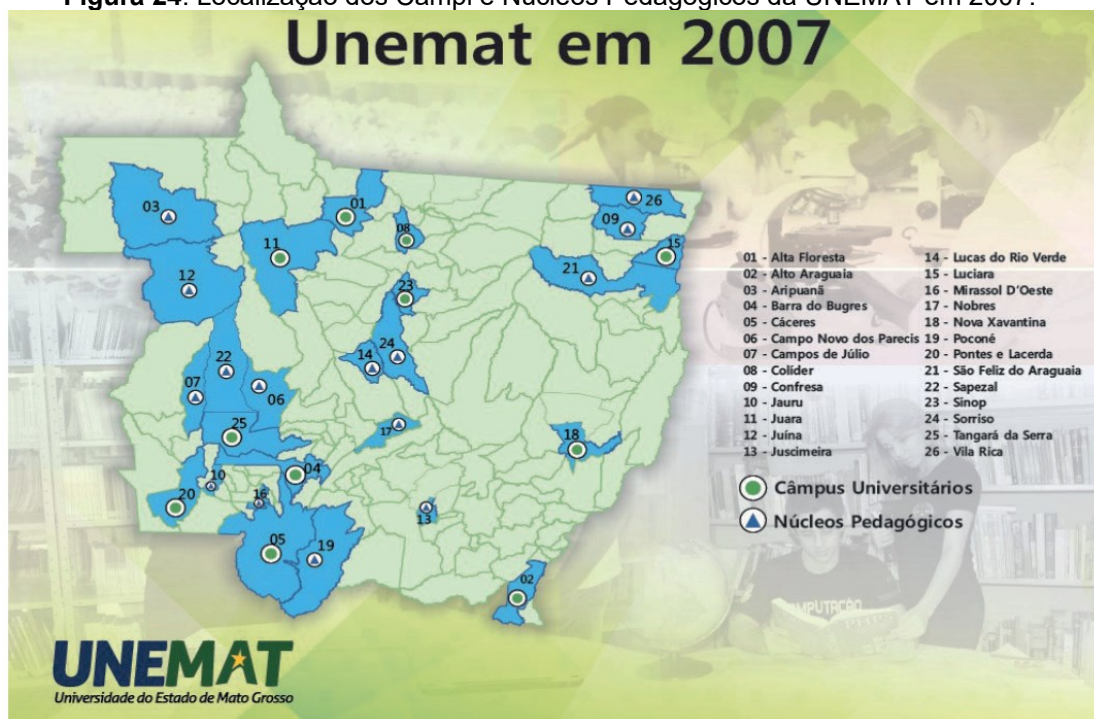 Figura 24: Localização dos Campi e Núcleos Pedagógicos da UNEMAT em 2007.
Unemat em 2007
01
26
03
08
09
11
15
12
21
23
24
14
22
07
06
17
25
18
10
04
16
20
13
05
19
02
01 - Alta Floresta
02 - Alto Araguaia
03 - Aripuanã
04 - Barra do Bugres
05 - Cáceres
06 - Campo Novo dos Parecis
07 - Campos de Júlio
08 - Colíder
09 - Confresa
10 - Jauru
11 - Juara
12 - Juína
13 - Juscimeira
14 - Lucas do Rio Verde
15 - Luciara
16 - Mirassol D'Oeste
17 - Nobres
18 - Nova Xavantina
19 - Poconé
20 - Pontes e Lacerda
21 - São Feliz do Araguaia
22 - Sapezal
23 - Sinop
24 - Sorriso
25 - Tangará da Serra
26 - Vila Rica
Câmpus Universitários
Núcleos Pedagógicos
COMPUTAÇÃO
UNEMAT
Universidade do Estado de Mato Grosso